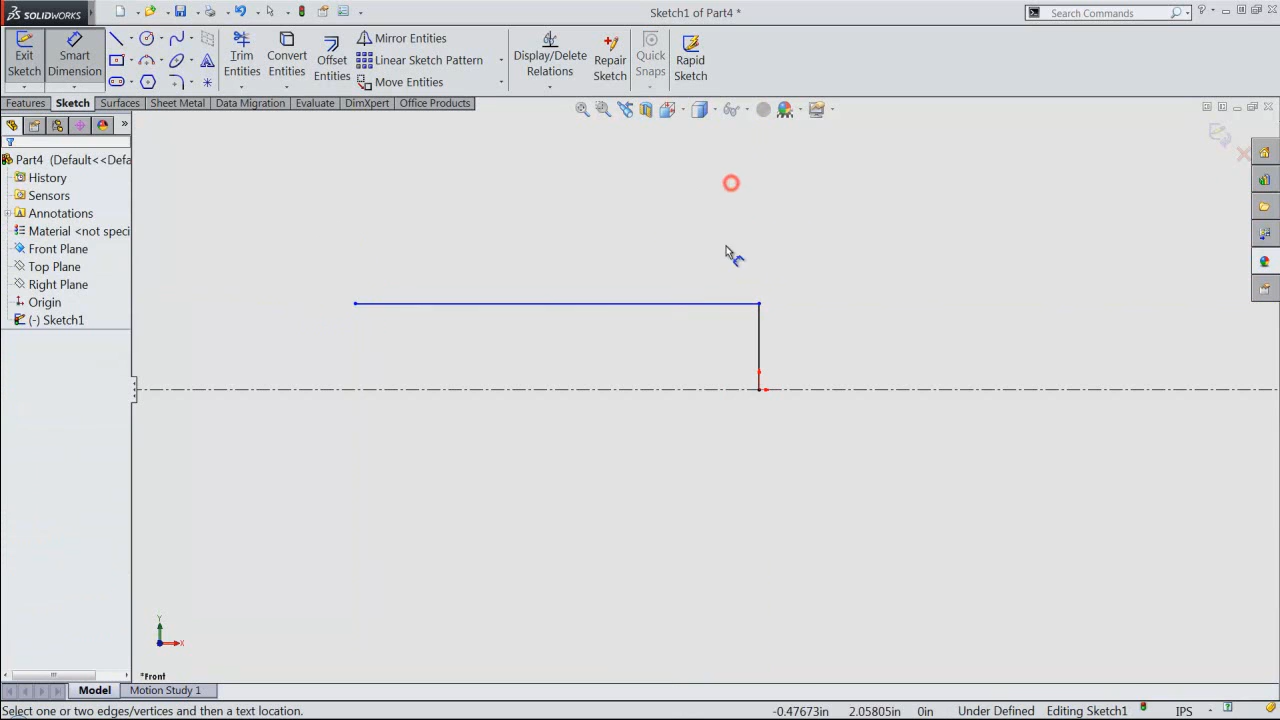 SOLIDWORKS
Sketch1 of Part4 *
Search Commands
Exit Sketch
Smart Dimension
Trim Entities
Convert Entities
Offset Entities
Mirror Entities
Linear Sketch Pattern
Move Entities
Display/Delete Relations
Repair Sketch
Quick Snaps
Rapid Sketch
Features
Sketch
Surfaces
Sheet Metal
Data Migration
Evaluate
DimXpert
Office Products
Part4 (Default<<Defa
History
Sensors
Annotations
Material <not speci
Front Plane
Top Plane
Right Plane
Origin
(-) Sketch1
Y
X
*Front
Model
Motion Study 1
Select one or two edges/vertices and then a text location.
-0.47673in
2.05805in
0in
Under Defined
Editing Sketch1
IPS